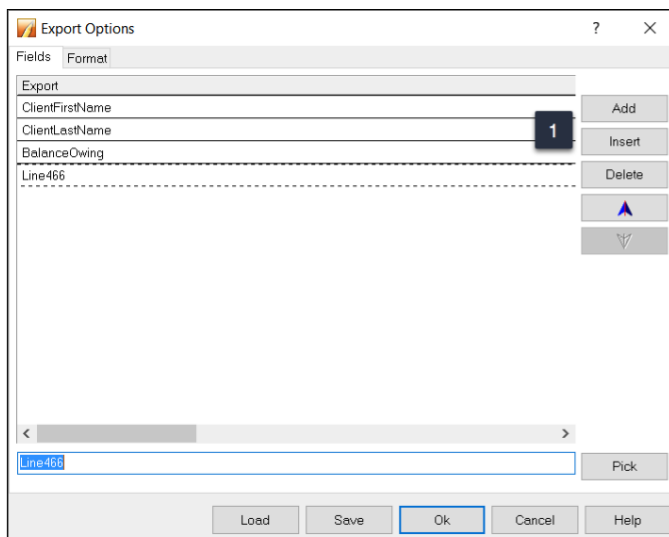 Export Options
?
Fields
Format
Export
ClientFirstName
ClientLastName
BalanceOwing
Line466
1
Add
Insert
Delete
Line466
Pick
Load
Save
Ok
Cancel
Help